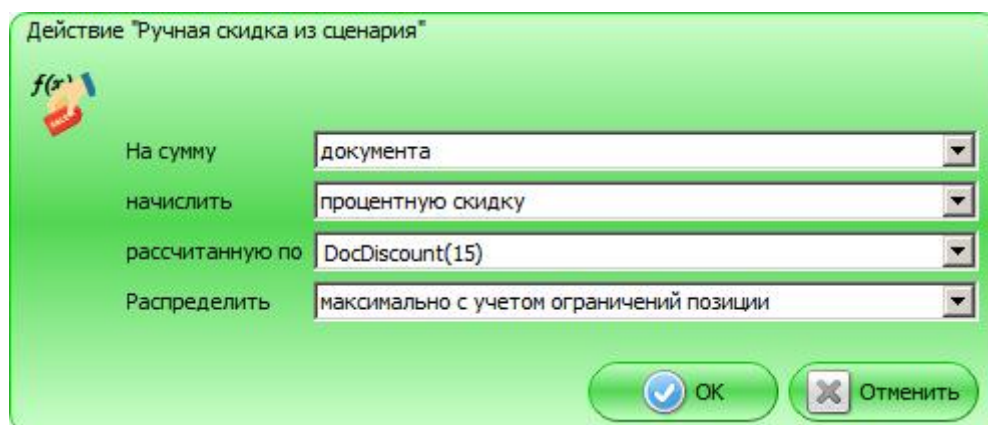 Действие "Ручная скидка из сценария"
f(x)
На сумму документа
начислить процентную скидку
рассчитанную по DocDiscount(15)
Распределить максимально с учетом ограничений позиции
ОК Отменить